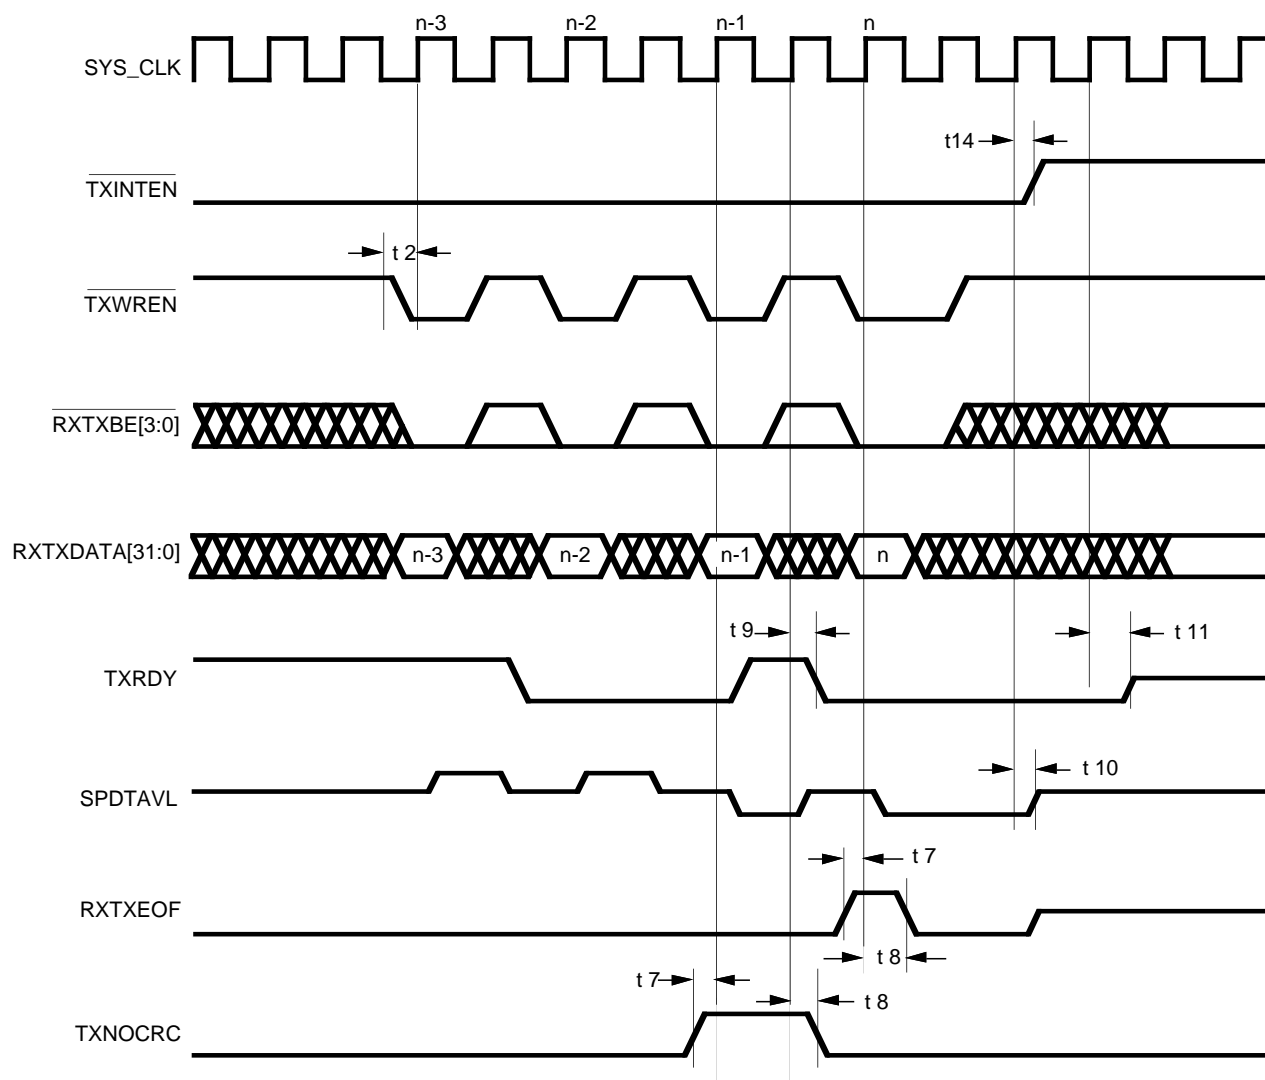 n-3 n-2 n-1 n
SYS_CLK
t14
TXINTEN
t 2
TXWREN
RXTXBE[3:0]
RXTXDATA[31:0] n-3 n-2 n-1 n
t 9 t 11
TXRDY
t 10
SPDTAVL
t 7
RXTXEOF
t 8
t 7
t 8
TXNOCRC